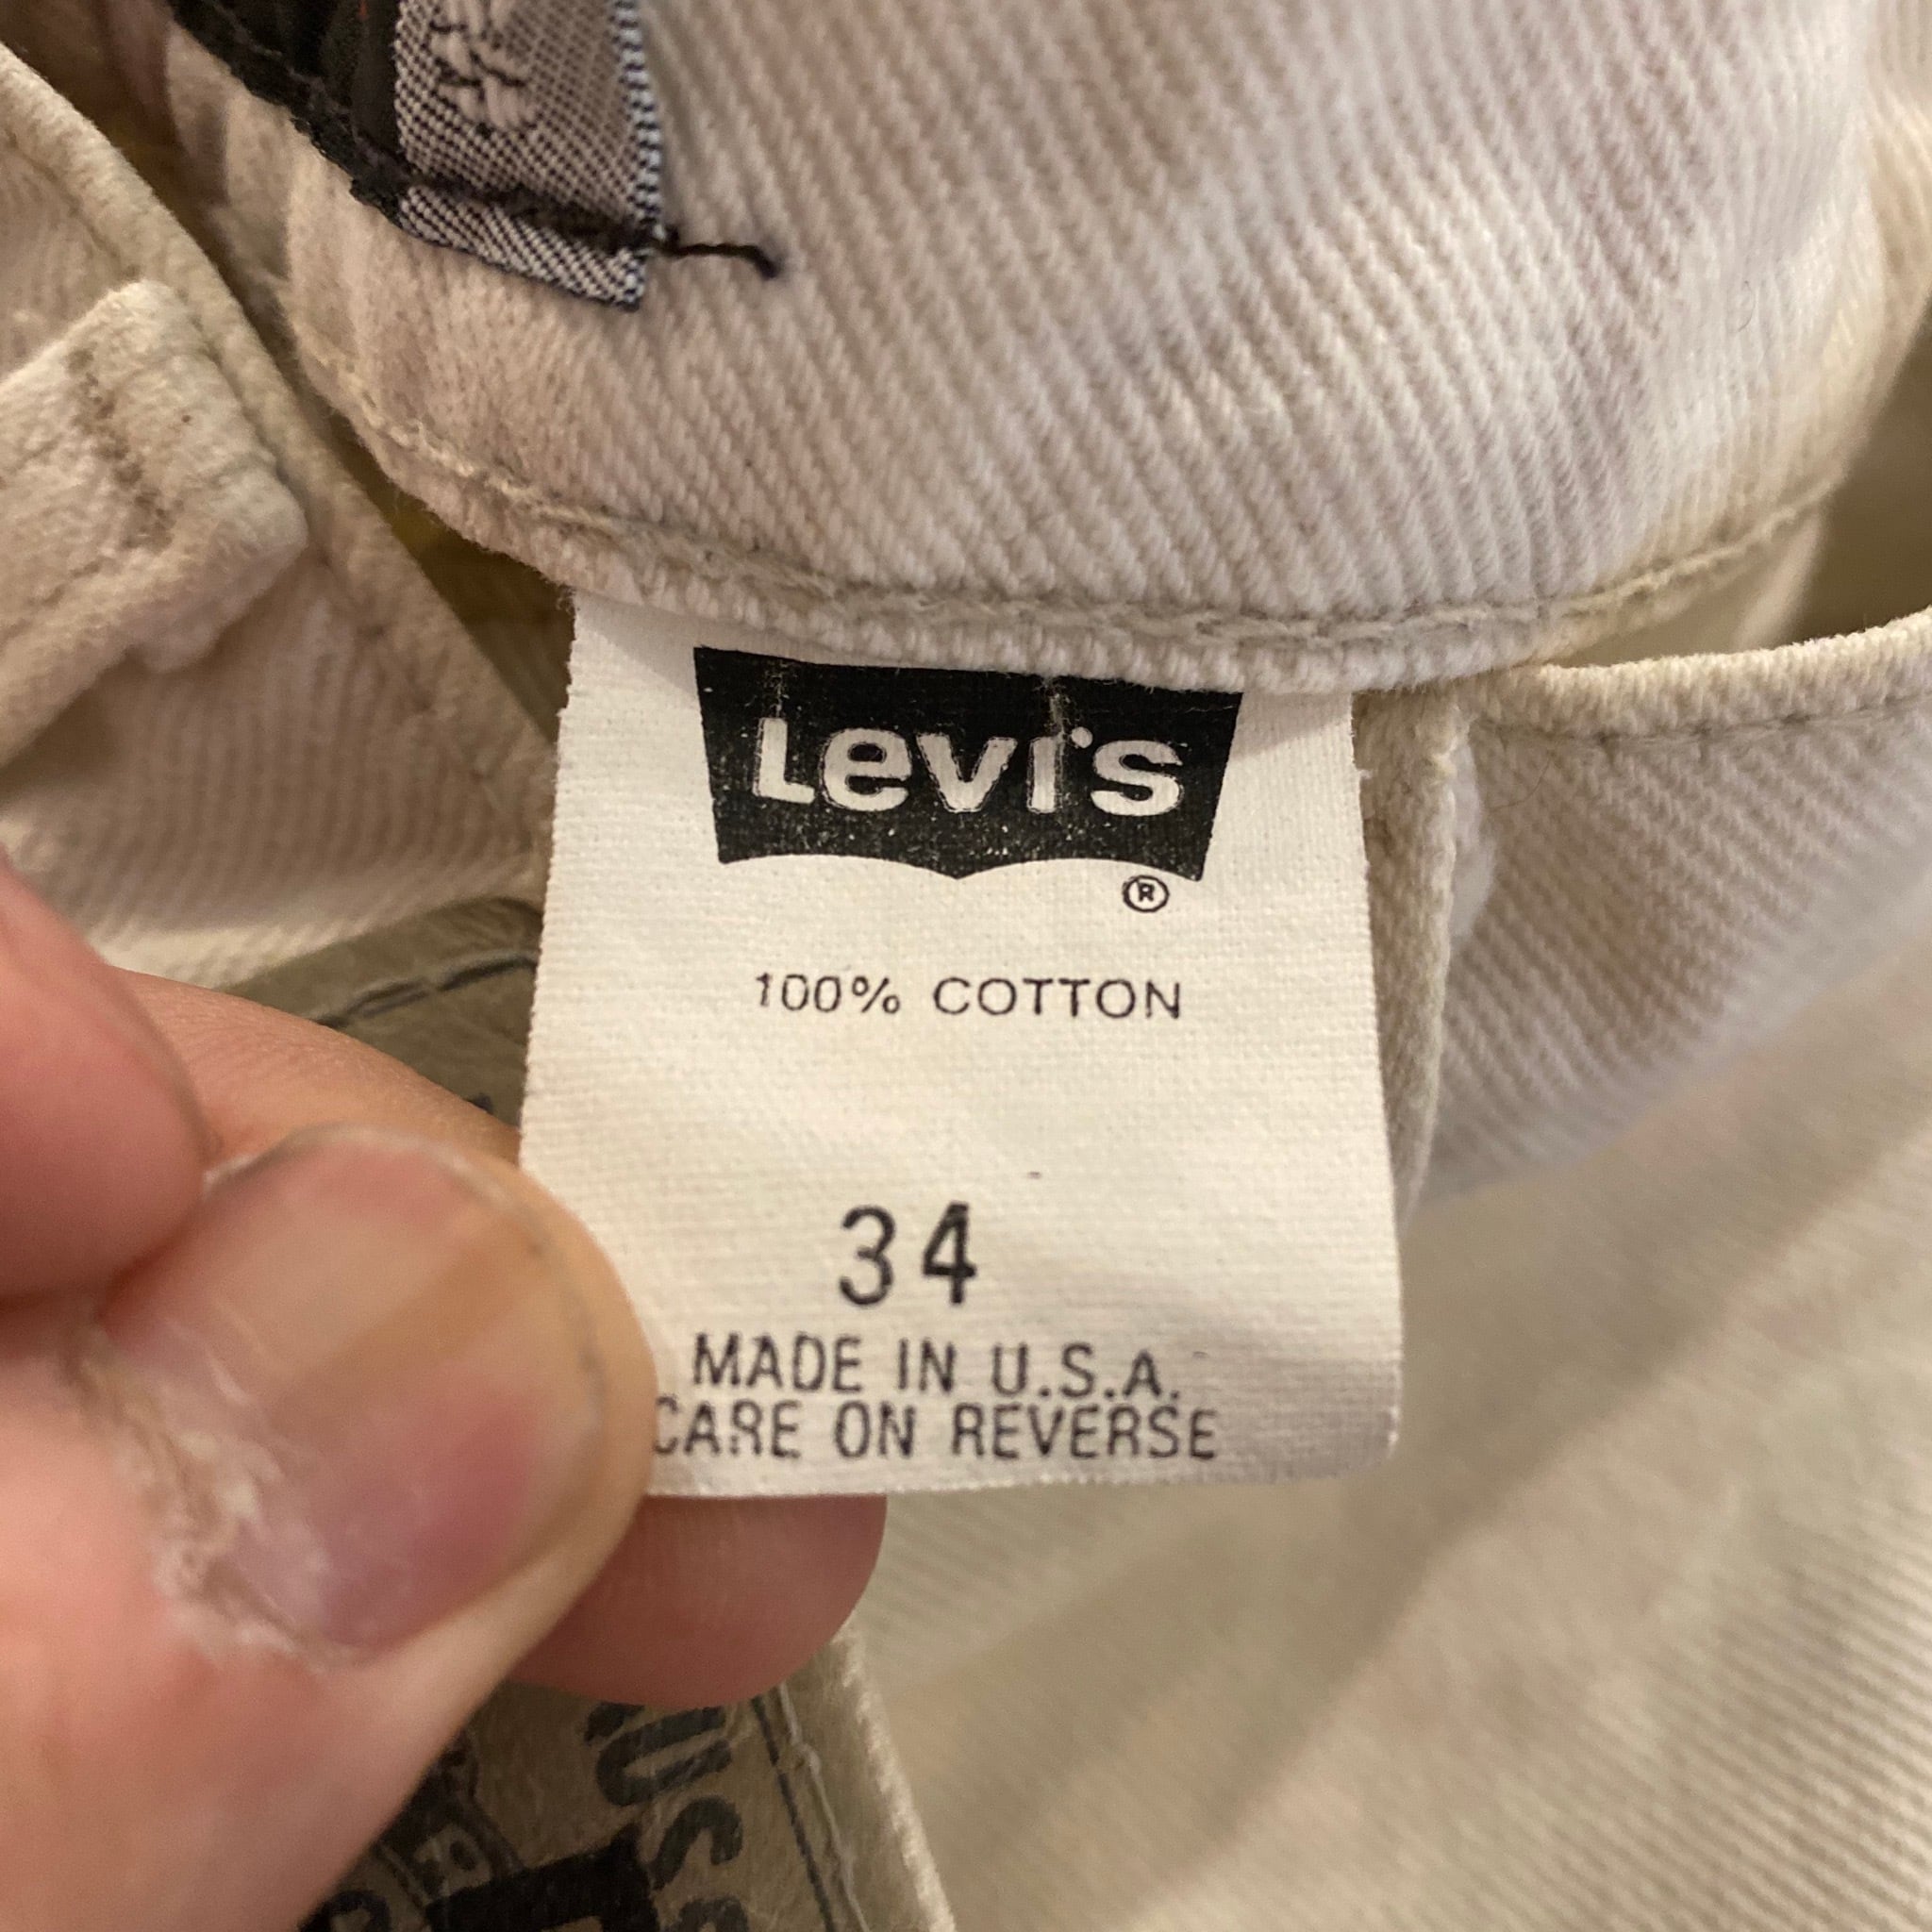 Levi's
®
100% COTTON
34
MADE IN U.S.A.
CARE ON REVERSE